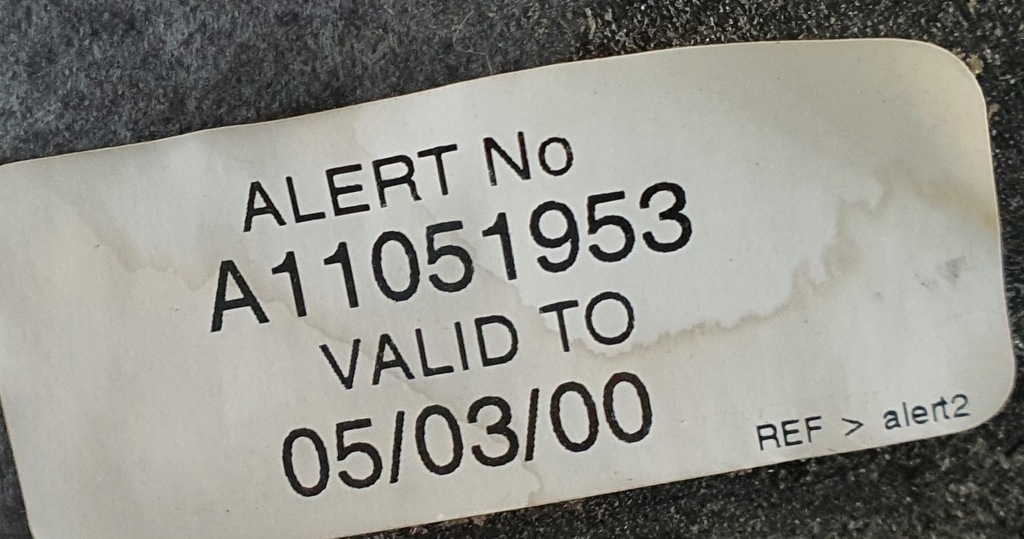 ALERT No
A11051953
VALID TO
05/03/00
REF > alert2